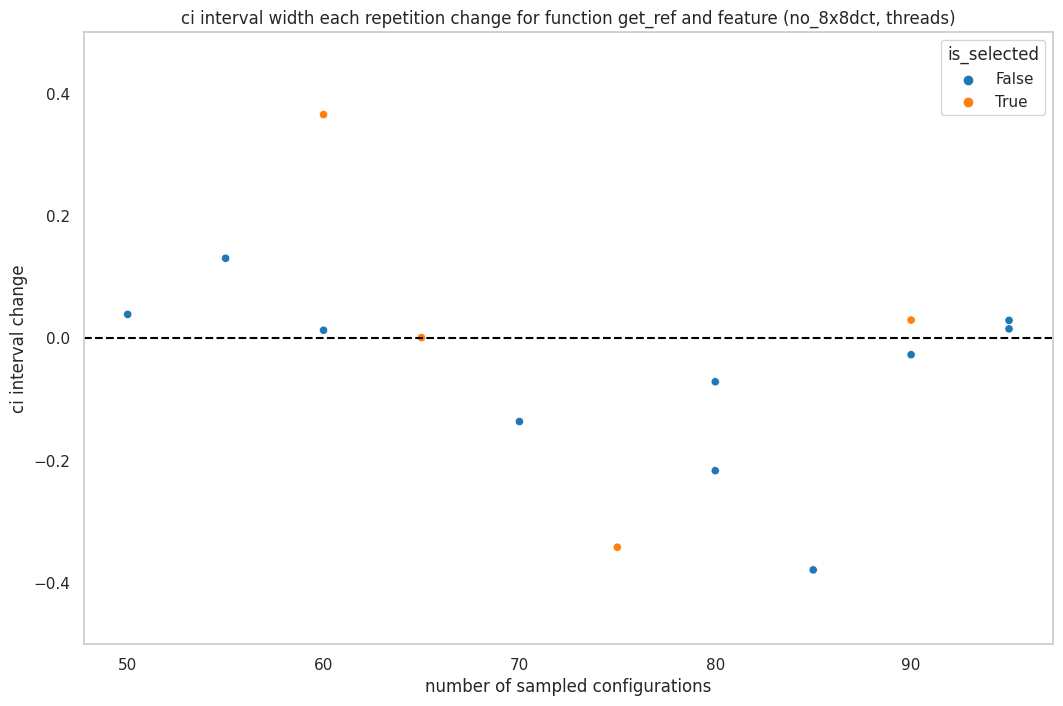 ci interval width each repetition change for function get_ref and feature (no_8x8dct, threads)
is_selected
False
True
0.4
0.2
0.0
−0.2
−0.4
ci interval change
50 60 70 80 90
number of sampled configurations